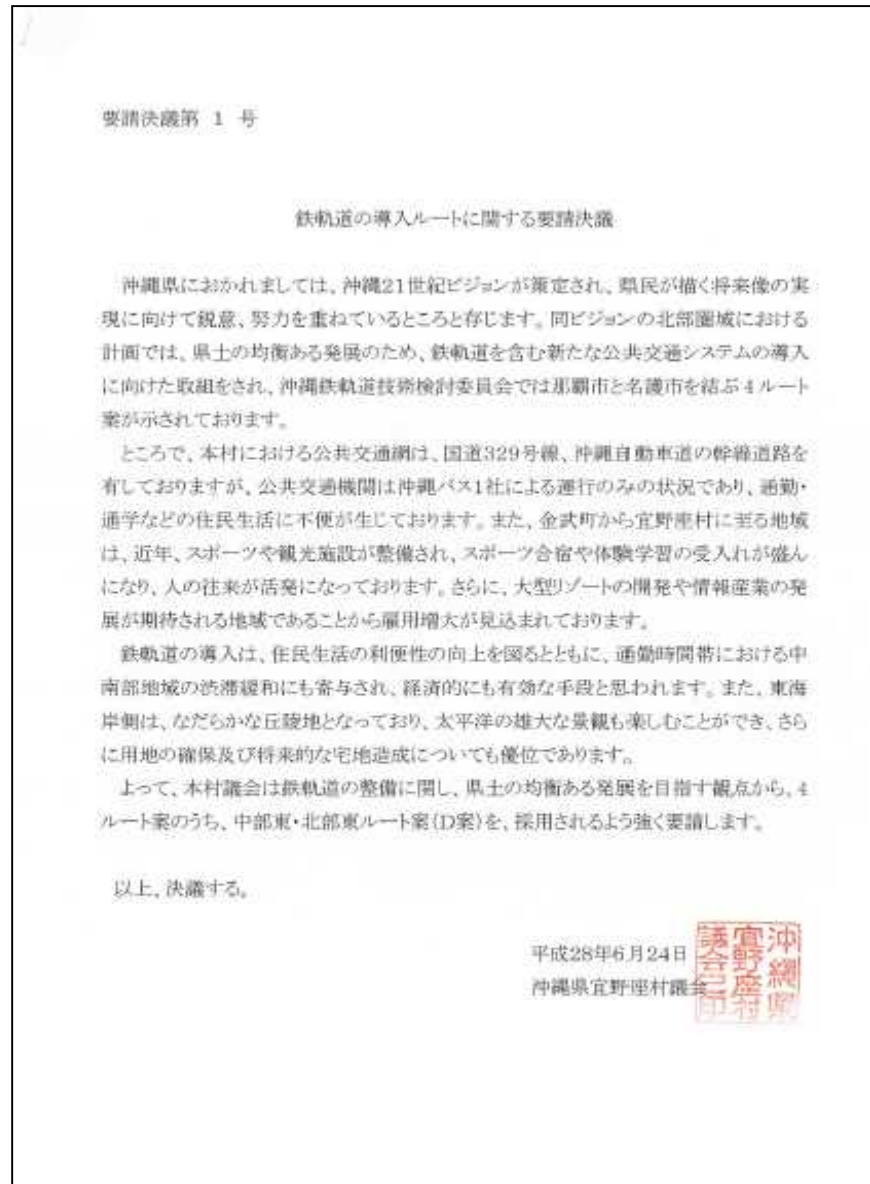 要請決議第 1 号
鉄軌道の導入ルートに関する要請決議
沖縄県におかれましては、沖縄21世紀ビジョンが策定され、県民が描く将来像の実
現に向けて鋭意、努力を重ねているところと存じます。同ビジョンの北部圏域における
計画では、県土の均衡ある発展のため、鉄軌道を含む新たな公共交通システムの導入
に向けた取組をされ、沖縄鉄軌道技術検討委員会では那覇市と名護市を結ぶ4ルート
案が示されております。
ところで、本村における公共交通網は、国道329号線、沖縄自動車道の幹線道路を
有しておりますが、公共交通機関は沖縄バス1社による運行のみの状況であり、通勤・
通学などの住民生活に不便が生じております。また、金武町から宜野座村に至る地域
は、近年、スポーツや観光施設が整備され、スポーツ合宿や体験学習の受入れが盛ん
になり、人の往来が活発になっております。さらに、大型リゾートの開発や情報産業の発
展が期待される地域であることから雇用増大が見込まれております。
鉄軌道の導入は、住民生活の利便性の向上を図るとともに、通勤時間帯における中
南部地域の渋滞緩和にも寄与され、経済的にも有効な手段と思われます。また、東海
岸側は、なだらかな丘陵地となっており、太平洋の雄大な景観も楽しむことができ、さら
に用地の確保及び将来的な宅地造成についても優位であります。
よって、本村議会は鉄軌道の整備に関し、県土の均衡ある発展を目指す観点から、4
ルート案のうち、中部東・北部東ルート案(D案)を、採用されるよう強く要請します。
以上、決議する。
平成28年6月24日
沖縄県宜野座村議会
沖縄県
宜野座村
議会之印